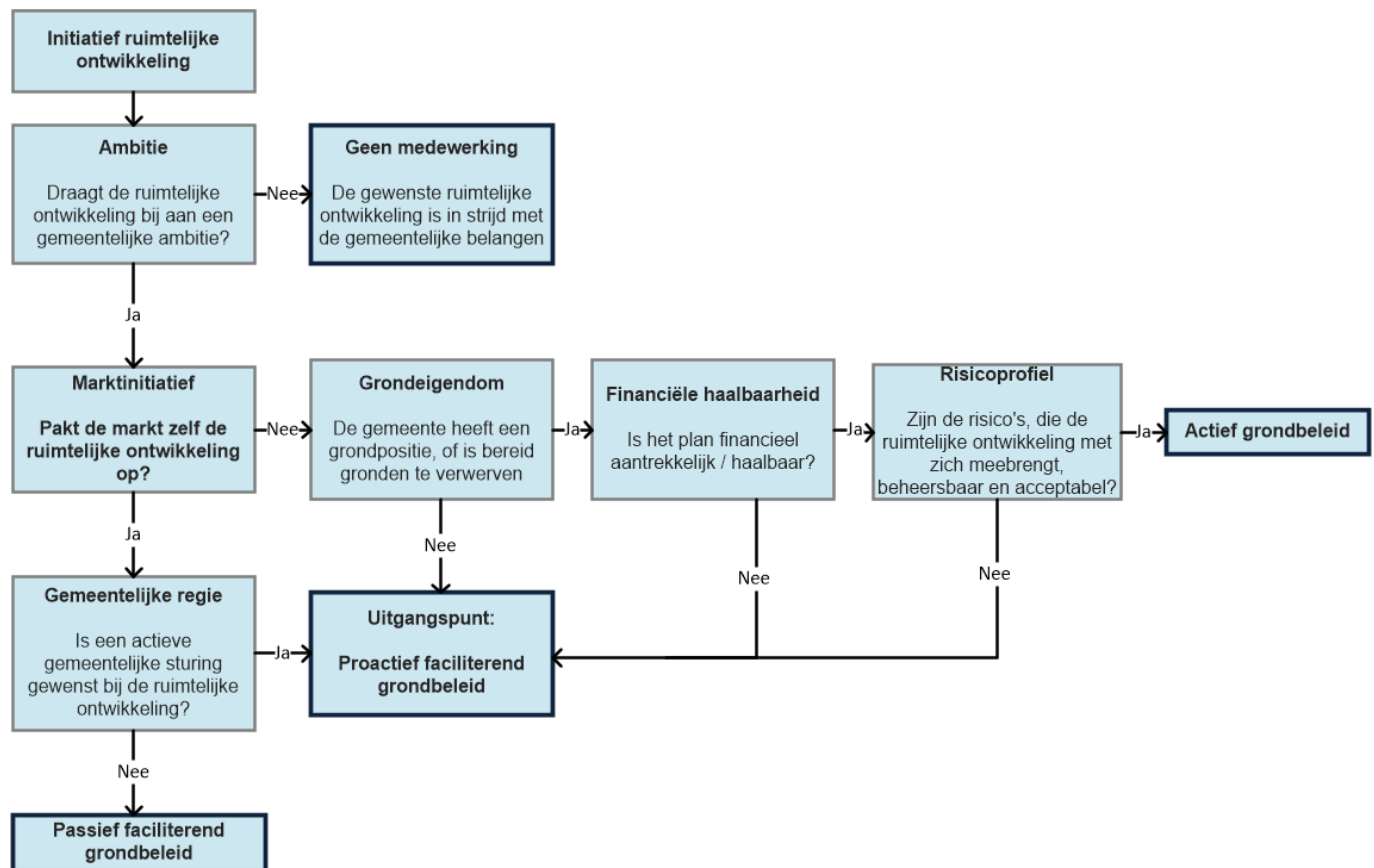 Initiatief ruimtelijke
ontwikkeling
Ambitie
Draagt de ruimtelijke
ontwikkeling bij aan een
gemeentelijke ambitie?
Nee
Geen medewerking
De gewenste ruimtelijke
ontwikkeling is in strijd met
de gemeentelijke belangen
Ja
Marktinitiatief
Pakt de markt zelf de
ruimtelijke ontwikkeling
op?
Nee
Grondeigendom
De gemeente heeft een
grondpositie, of is bereid
gronden te verwerven
Ja
Financiële haalbaarheid
Is het plan financieel
aantrekkelijk / haalbaar?
Ja
Risicoprofiel
Zijn de risico's, die de
ruimtelijke ontwikkeling met
zich meebrengt,
beheersbaar en acceptabel?
Ja
Actief grondbeleid
Ja
Nee
Nee
Nee
Gemeentelijke regie
Is een actieve
gemeentelijke sturing
gewenst bij de ruimtelijke
ontwikkeling?
Ja
Uitgangspunt:
Proactief faciliterend
grondbeleid
Nee
Passief faciliterend
grondbeleid